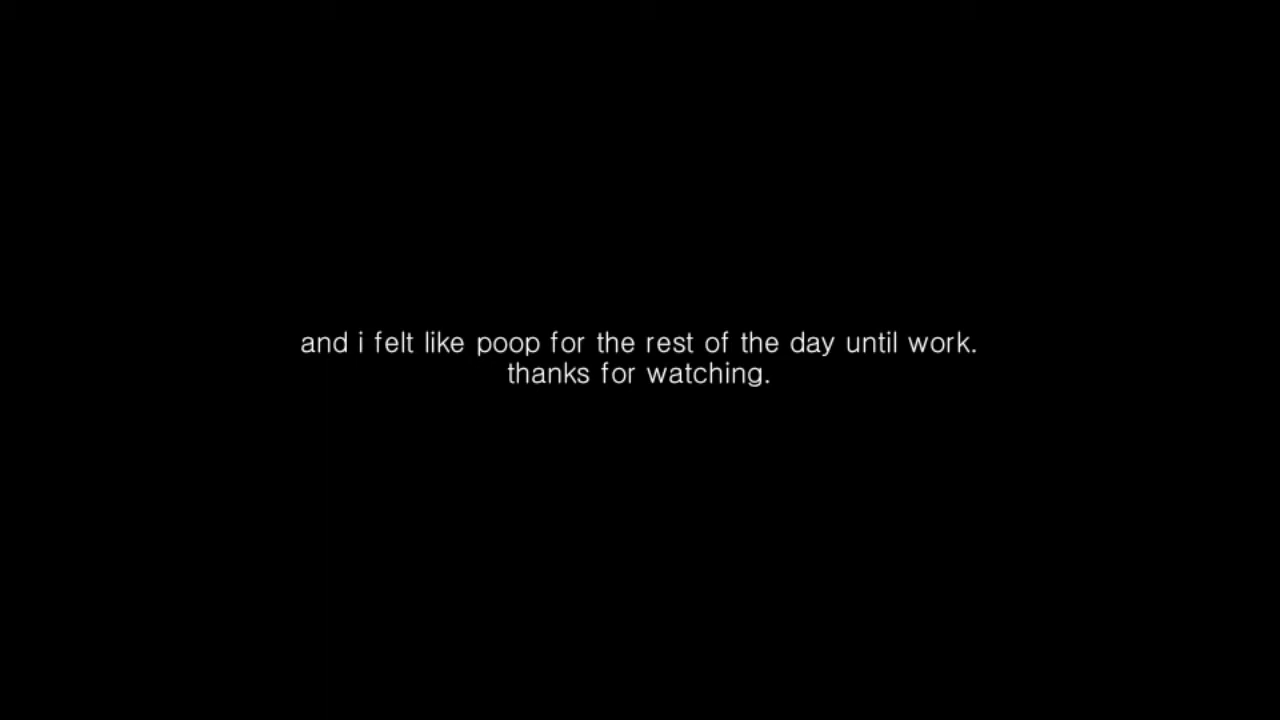 and i felt like poop for the rest of the day until work.
thanks for watching.